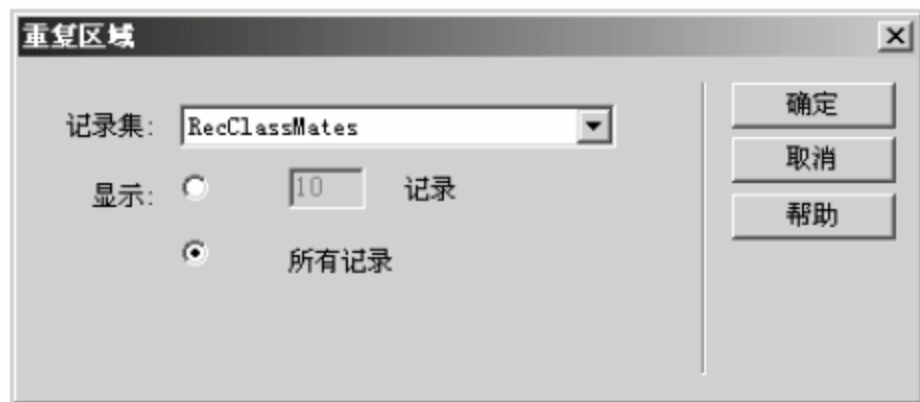 重复区域
记录集: RecClassMates
显示: 10 记录
所有记录
确定
取消
帮助